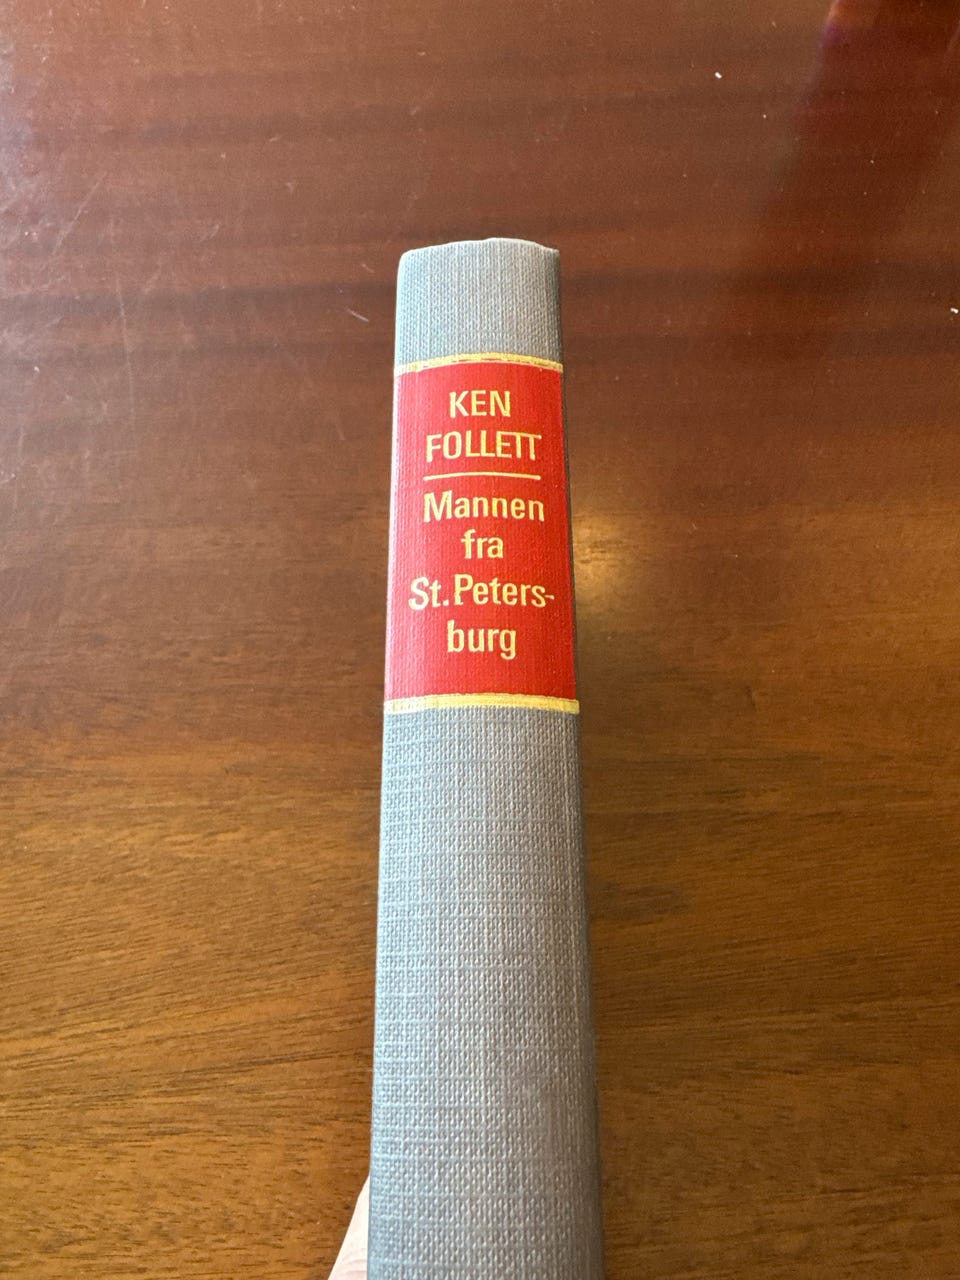 KEN
FOLLETT
Mannen
fra
St. Peters-
burg